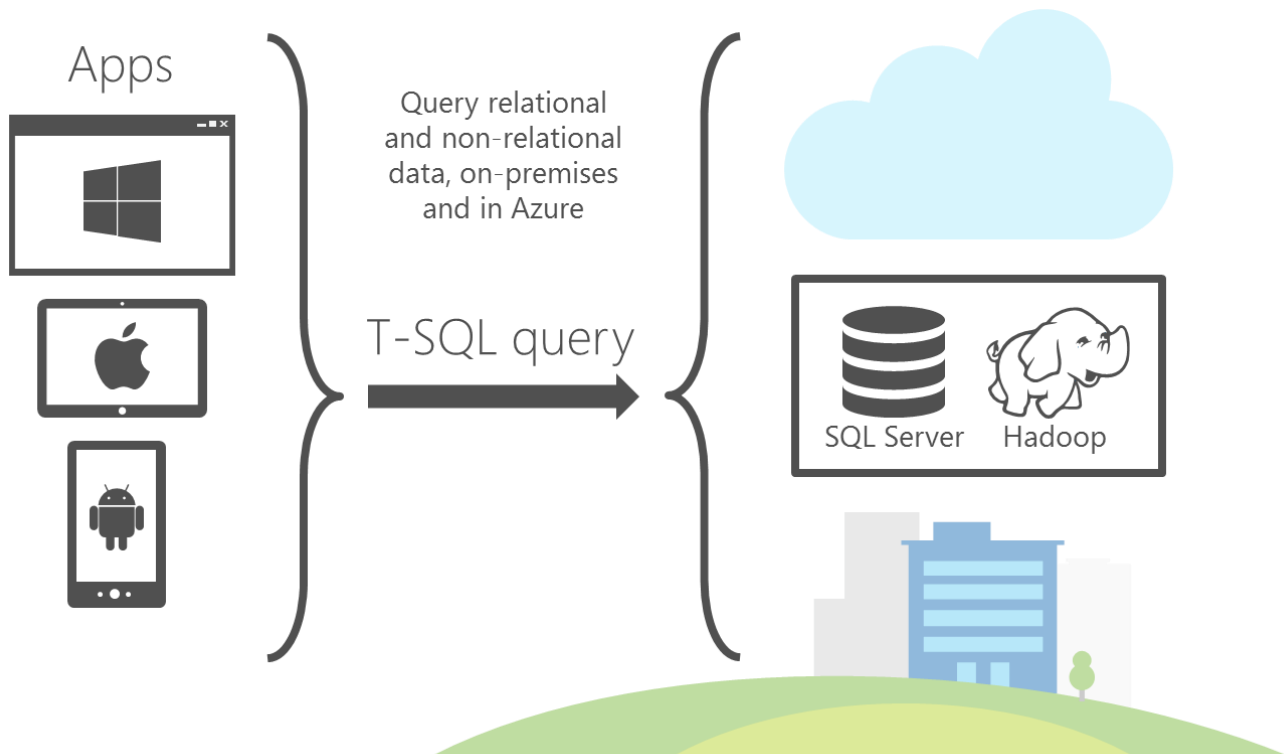 Apps
Query relational
and non-relational
data, on-premises
and in Azure
T-SQL query
SQL Server
Hadoop